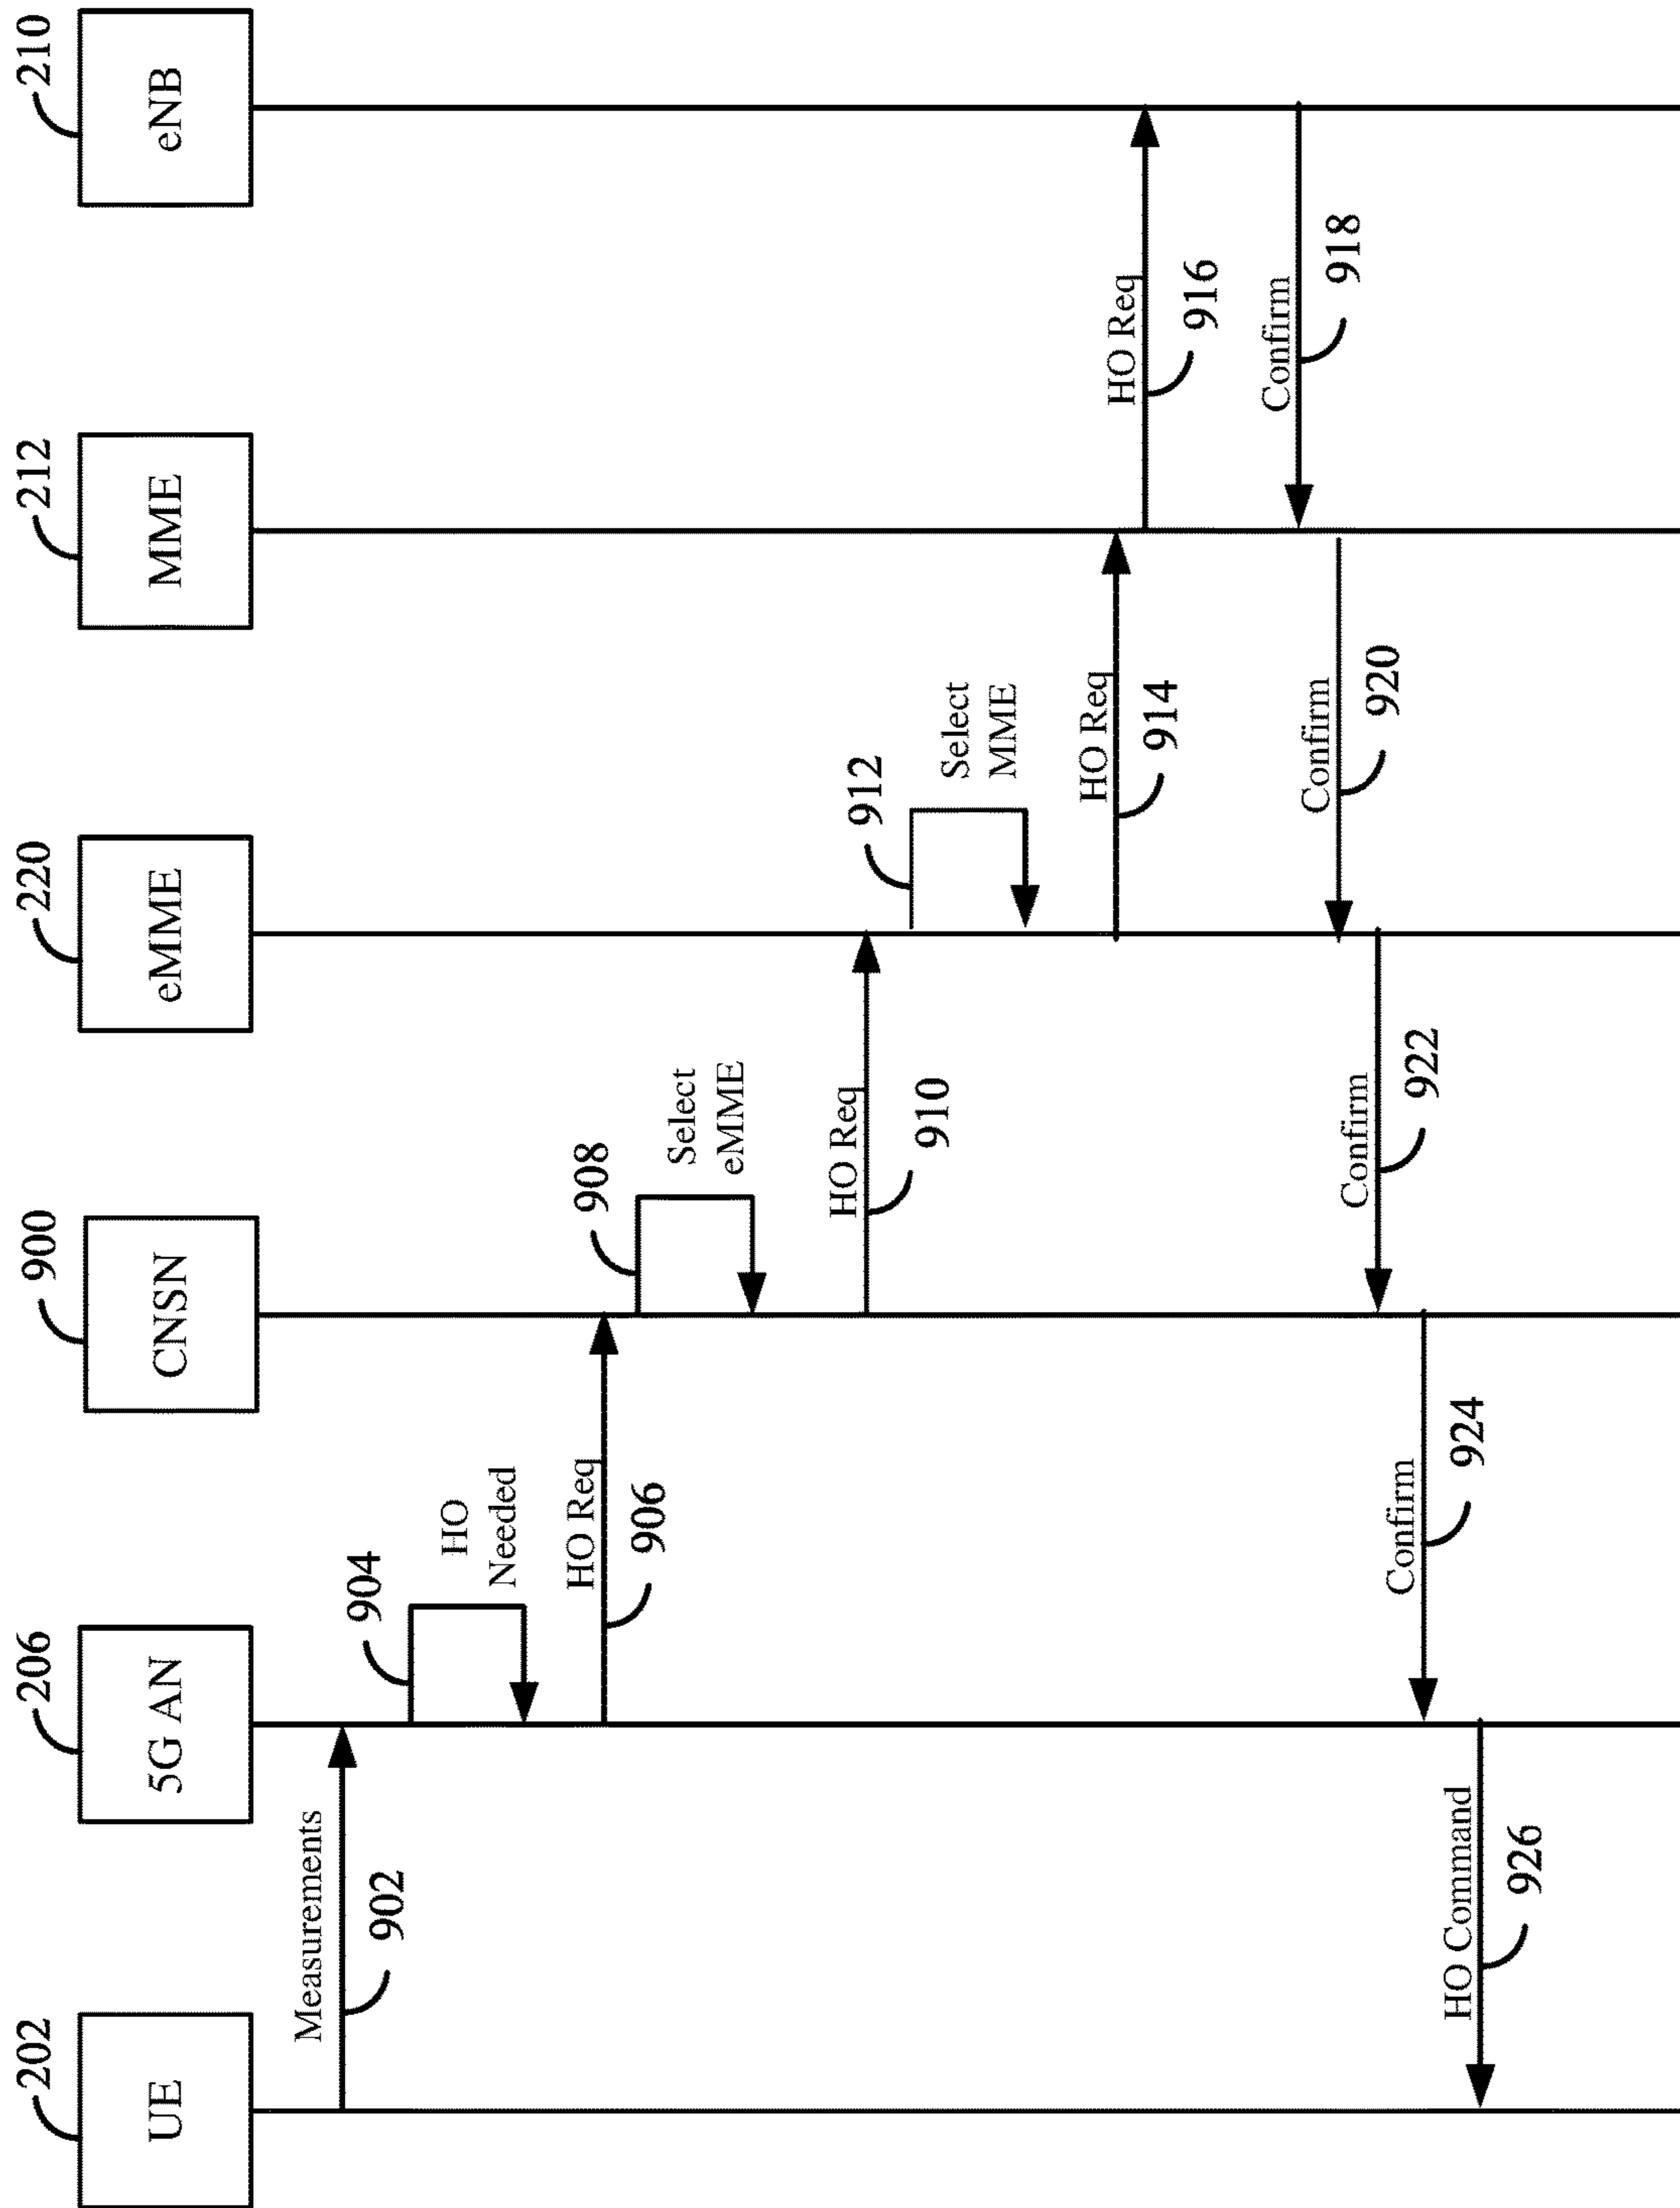 202
UE
206
5G AN
900
CNSN
220
eMME
212
MME
210
eNB
Measurements
902
904
HO
Needed
HO Req
906
908
Select
eMME
HO Req
910
912
Select
MME
HO Req
914
HO Req
916
Confirm
918
Confirm
920
Confirm
922
Confirm
924
HO Command
926